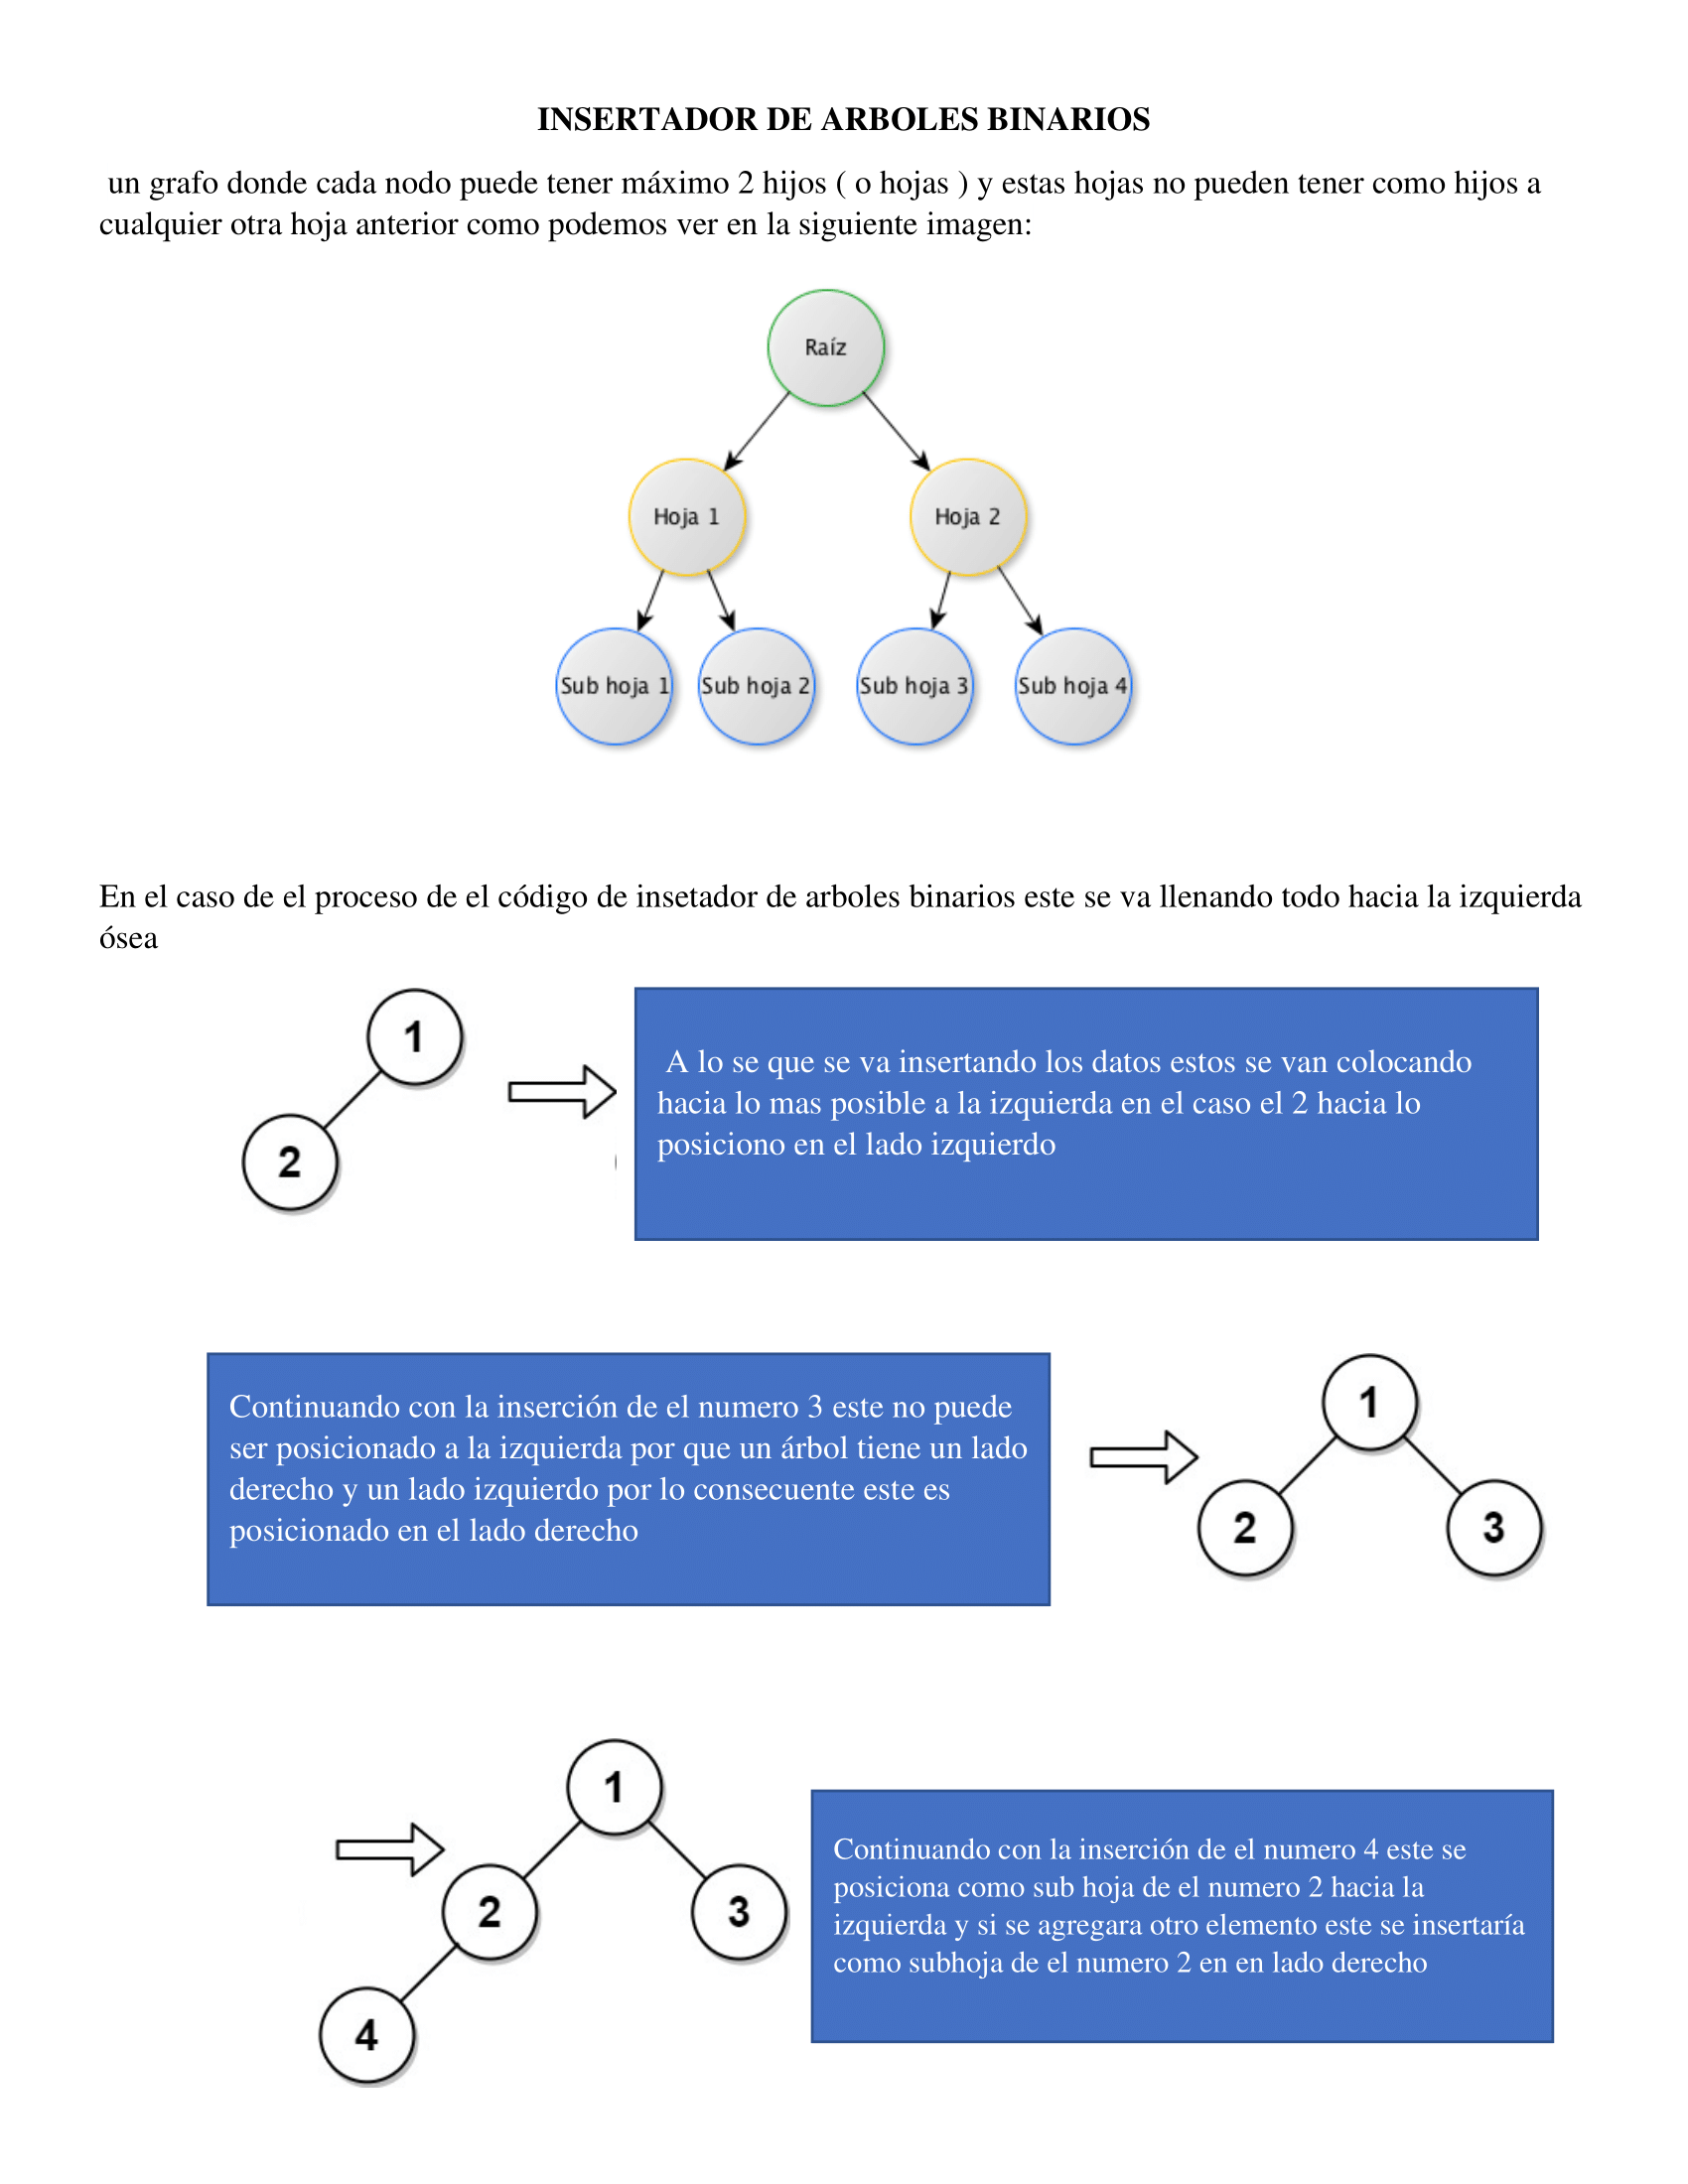 INSERTADOR DE ARBOLES BINARIOS
un grafo donde cada nodo puede tener máximo 2 hijos ( o hojas ) y estas hojas no pueden tener como hijos a
cualquier otra hoja anterior como podemos ver en la siguiente imagen:
Raíz
Hoja 1
Hoja 2
Sub hoja 1
Sub hoja 2
Sub hoja 3
Sub hoja 4
En el caso de el proceso de el código de insetador de arboles binarios este se va llenando todo hacia la izquierda
ósea
1
2
A lo se que se va insertando los datos estos se van colocando
hacia lo mas posible a la izquierda en el caso el 2 hacia lo
posiciono en el lado izquierdo
Continuando con la inserción de el numero 3 este no puede
ser posicionado a la izquierda por que un árbol tiene un lado
derecho y un lado izquierdo por lo consecuente este es
posicionado en el lado derecho
1
2
3
1
2
3
4
Continuando con la inserción de el numero 4 este se
posiciona como sub hoja de el numero 2 hacia la
izquierda y si se agregara otro elemento este se insertaría
como subhoja de el numero 2 en en lado derecho